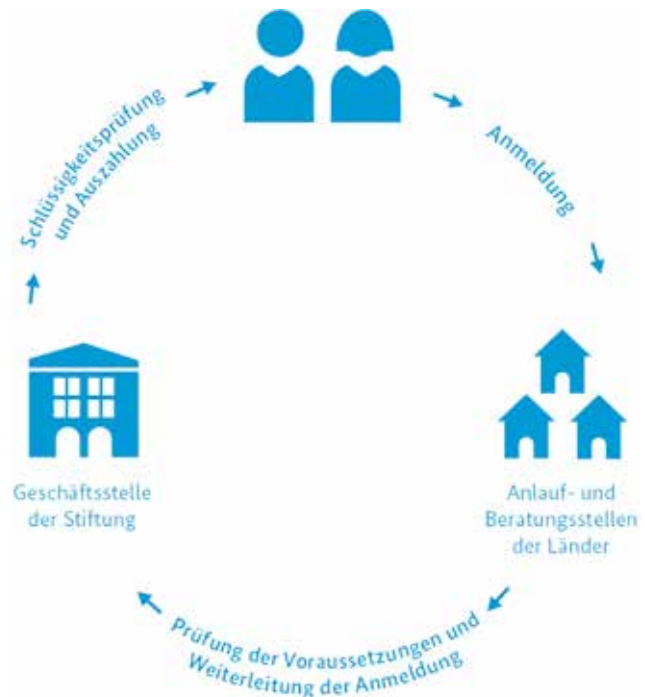 Schlüssigkeitsprüfung
und Auszahlung
Anmeldung
Geschäftsstelle
der Stiftung
Anlauf- und
Beratungsstellen
der Länder
Prüfung der Voraussetzungen und
Weiterleitung der Anmeldung